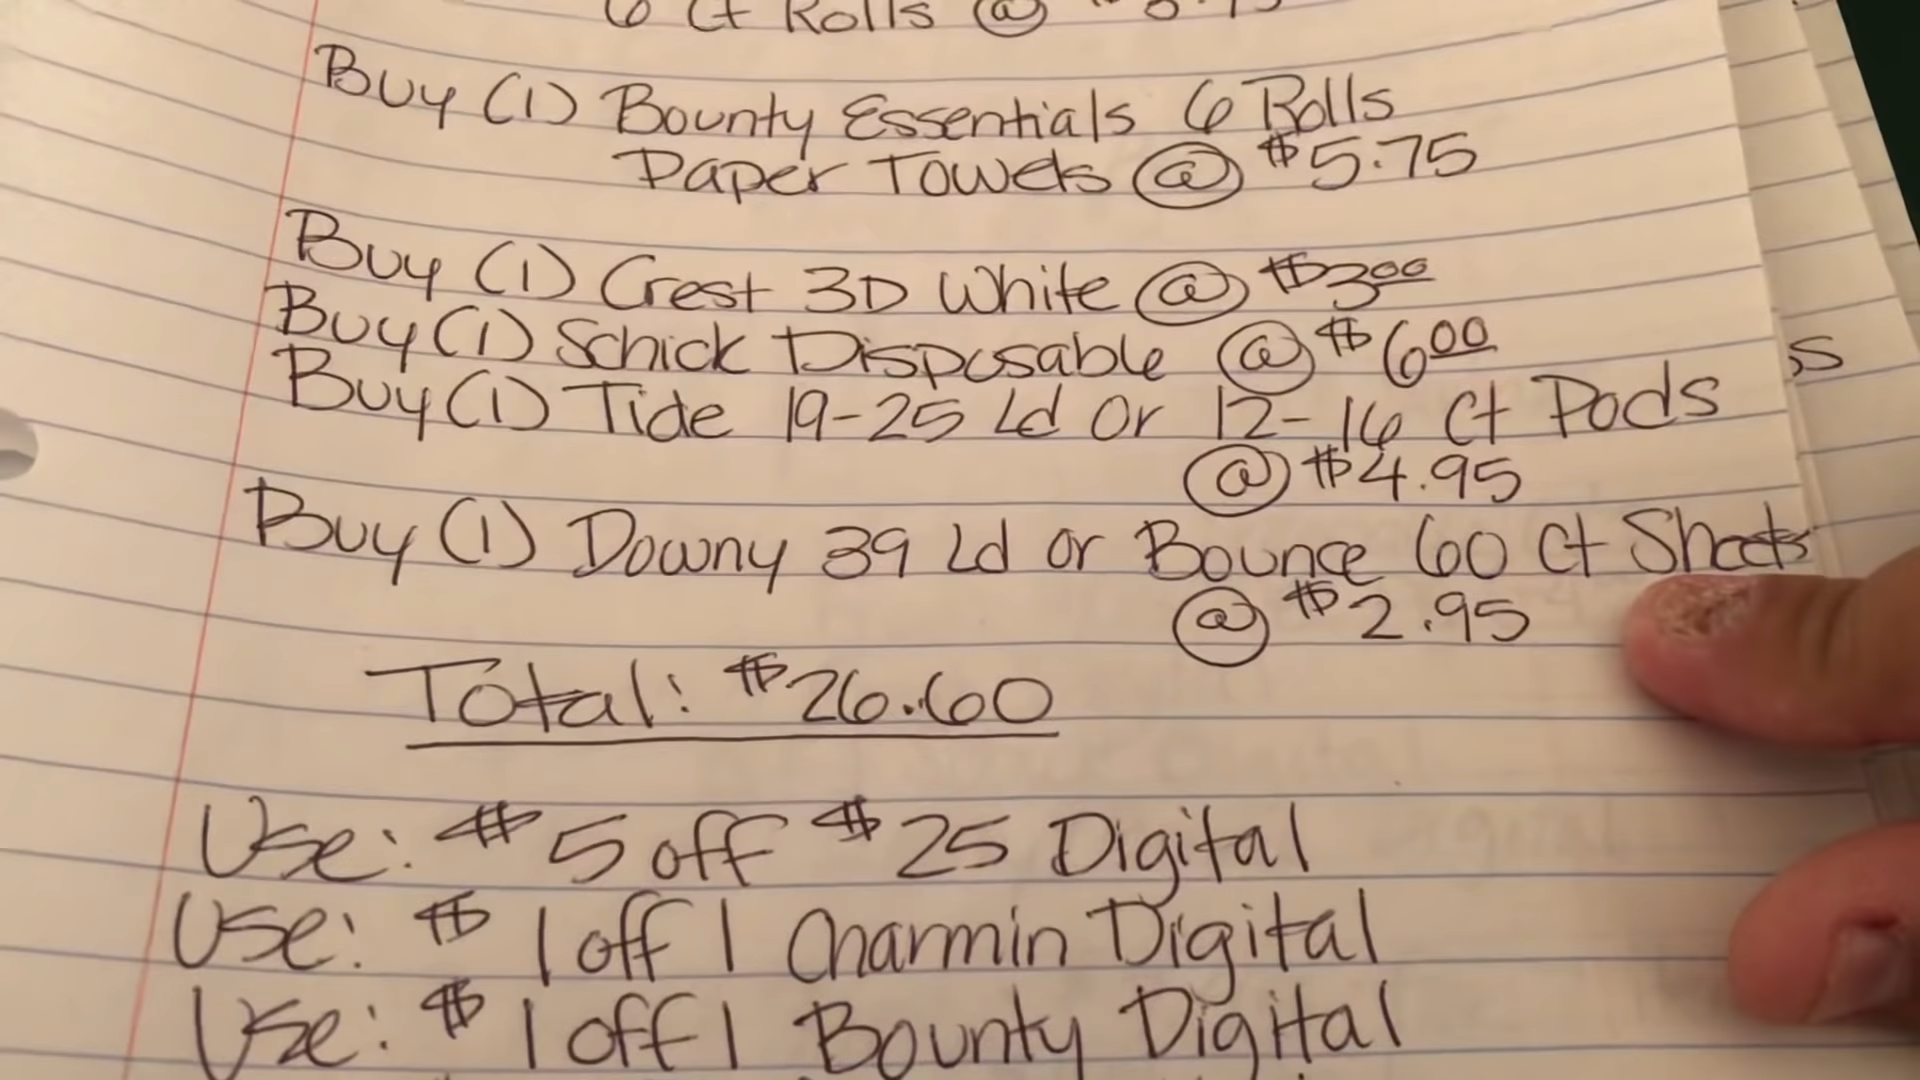 6 Ct Rolls @ $
Buy (1) Bounty Essentials 6 Rolls
Paper Towels @ $5.75
Buy (1) Crest 3D White @ $3.00
Buy (1) Schick Disposable @ $6.00
Buy (1) Tide 19-25 Ld or 12-16 Ct Pods
@ $4.95
Buy (1) Downy 39 Ld or Bounce 60 Ct Sheets
@ $2.95
Total: $26.60
Use: $5 off $25 Digital
Use: $1 off 1 Charmin Digital
Use: $1 off 1 Bounty Digital